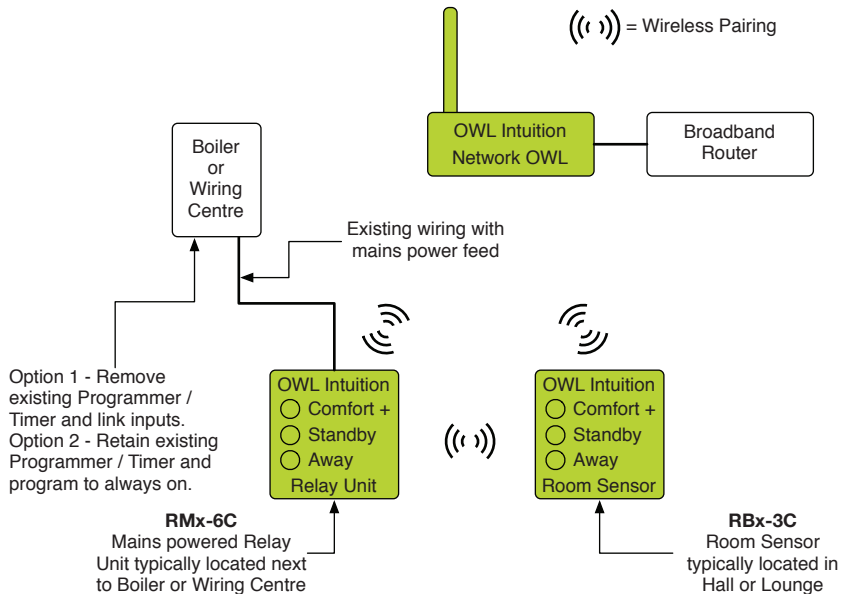 = Wireless Pairing
OWL Intuition
Network OWL
Broadband
Router
Boiler
or
Wiring
Centre
Existing wiring with
mains power feed
Option 1 - Remove
existing Programmer /
Timer and link inputs.
Option 2 - Retain existing
Programmer / Timer and
program to always on.
OWL Intuition
Comfort +
Standby
Away
Relay Unit
OWL Intuition
Comfort +
Standby
Away
Room Sensor
RMx-6C
Mains powered Relay
Unit typically located next
to Boiler or Wiring Centre
RBx-3C
Room Sensor
typically located in
Hall or Lounge